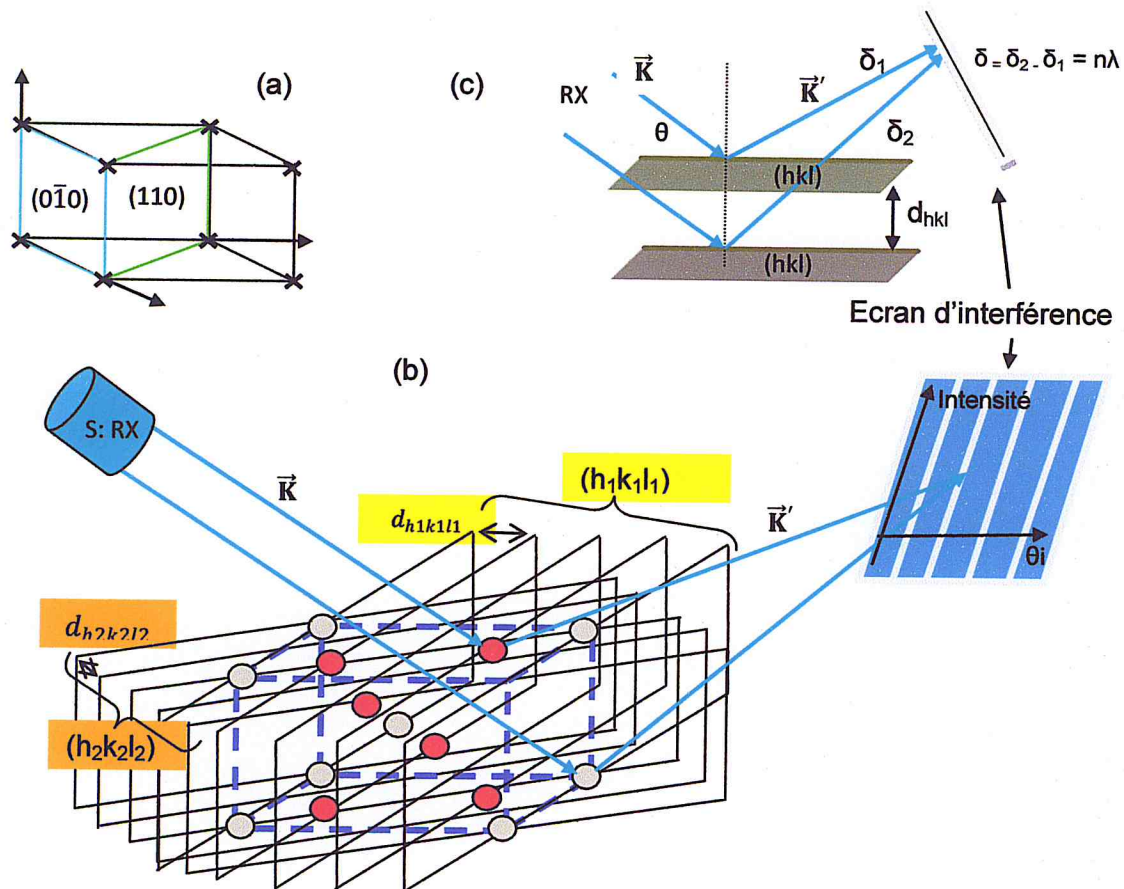 (a)
(01̅0)
(110)
(c)
K⃗
RX
θ
δ₁
K⃗′
δ₂
δ = δ₂ - δ₁ = nλ
(hkl)
dhkl
(hkl)
Ecran d'interférence
(b)
S: RX
K⃗
(h₁k₁l₁)
dh1k1l1
K⃗′
Intensité
θi
dh2k2l2
(h₂k₂l₂)